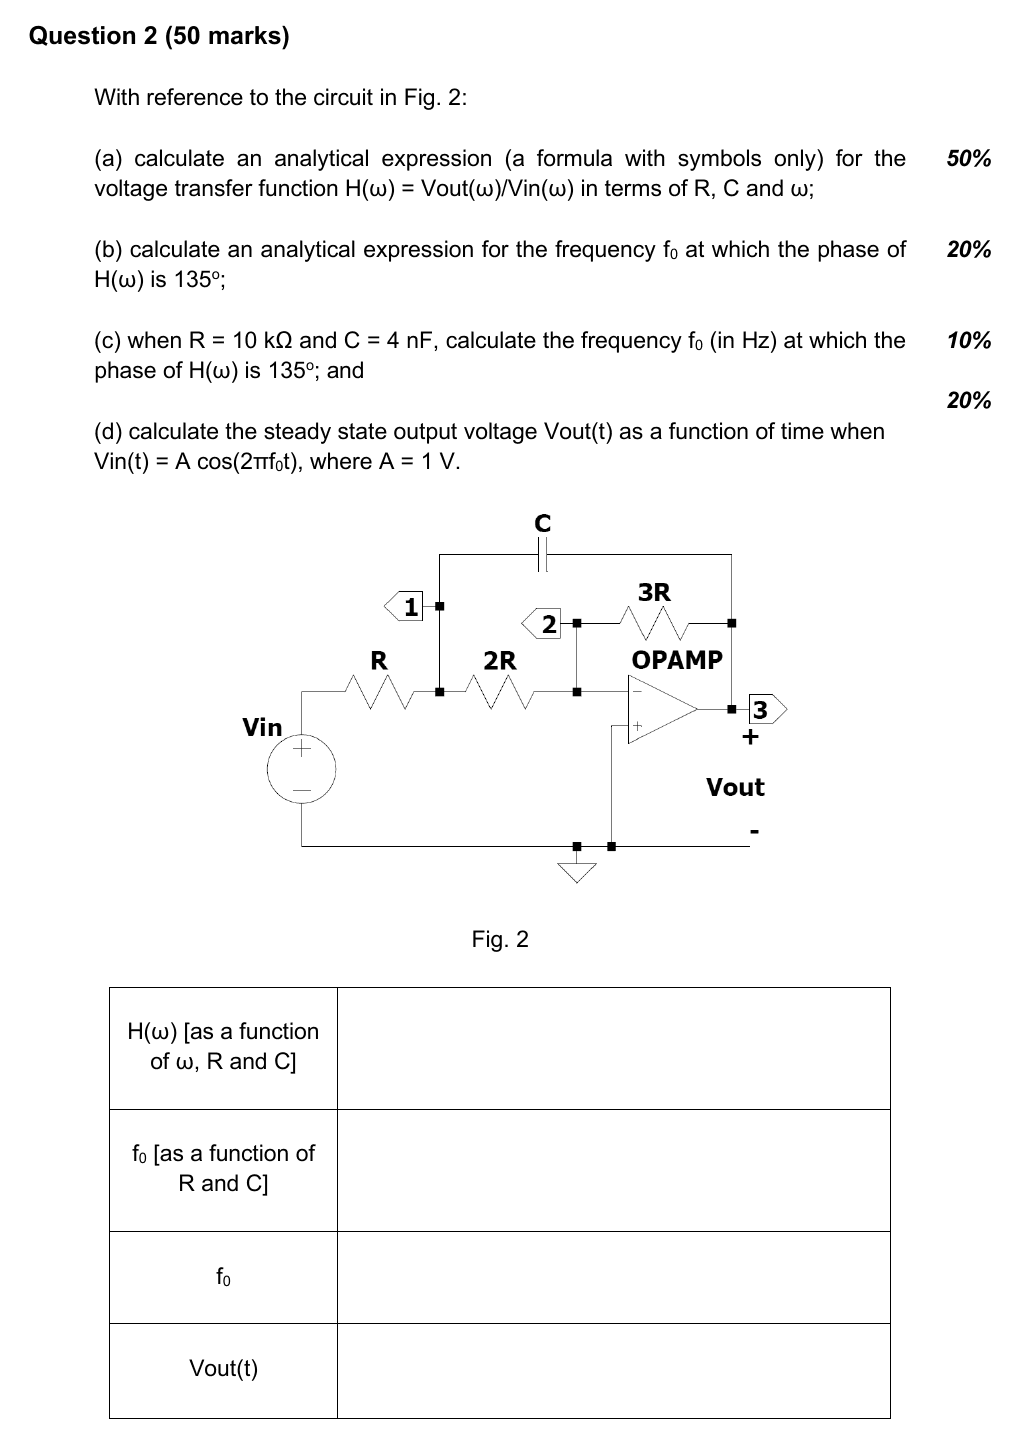 Question 2 (50 marks)
With reference to the circuit in Fig. 2:
(a) calculate an analytical expression (a formula with symbols only) for the 50%
voltage transfer function H(ω) = Vout(ω)/Vin(ω) in terms of R, C and ω;
(b) calculate an analytical expression for the frequency f₀ at which the phase of 20%
H(ω) is 135º;
(c) when R = 10 kΩ and C = 4 nF, calculate the frequency f₀ (in Hz) at which the 10%
phase of H(ω) is 135º; and
20%
(d) calculate the steady state output voltage Vout(t) as a function of time when
Vin(t) = A cos(2πf₀t), where A = 1 V.
C
3R
1
2
R
2R
OPAMP
−
3
Vin
+
+
+
Vout
−
-
Fig. 2
H(ω) [as a function
of ω, R and C]
f₀ [as a function of
R and C]
f₀
Vout(t)